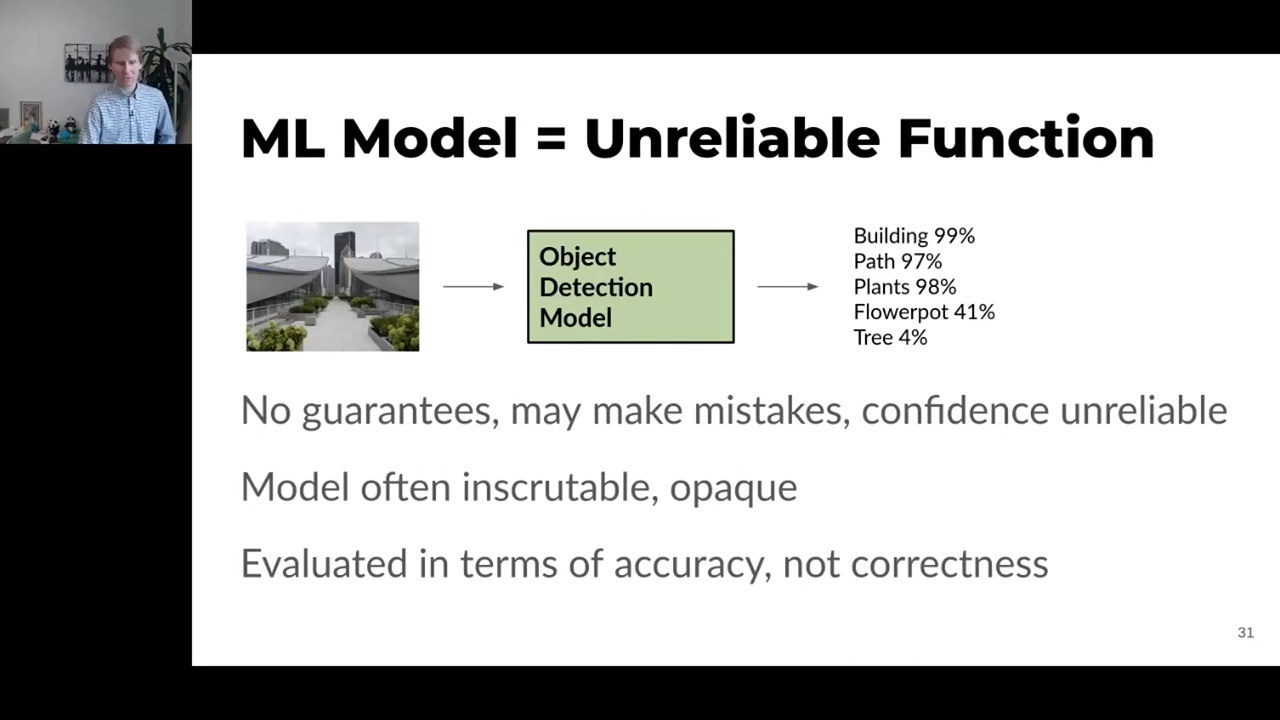 ML Model = Unreliable Function
Object
Detection
Model
Building 99%
Path 97%
Plants 98%
Flowerpot 41%
Tree 4%
No guarantees, may make mistakes, confidence unreliable
Model often inscrutable, opaque
Evaluated in terms of accuracy, not correctness
31